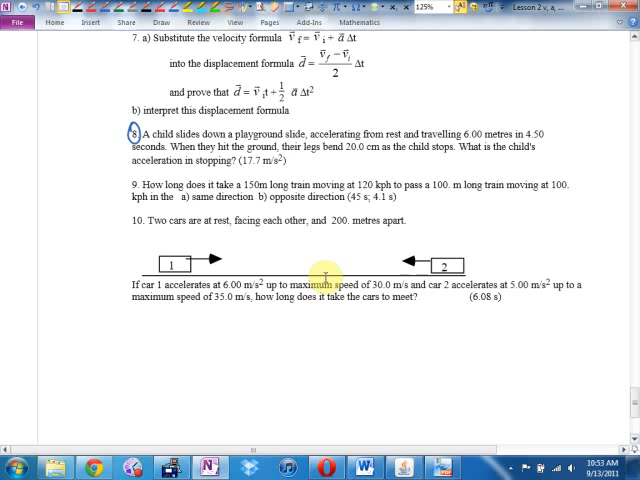 File Home Insert Share Draw Review View Page Layout Document Add-Ins Mathematics
7. a) Substitute the velocity formula v⃗ f = v⃗ i + a⃗ Δt
into the displacement formula d⃗ = (v⃗f − v⃗i)/2 Δt
and prove that d⃗ = v⃗ it + 1/2 a⃗ Δt²
b) interpret this displacement formula
8. A child slides down a playground slide, accelerating from rest and travelling 6.00 metres in 4.50
seconds. When they hit the ground, their legs bend 20.0 cm as the child stops. What is the child's
acceleration in stopping? (17.7 m/s²)
9. How long does it take a 150m long train moving at 120 kph to pass a 100. m long train moving at 100.
kph in the a) same direction b) opposite direction (45 s; 4.1 s)
10. Two cars are at rest, facing each other, and 200. metres apart.
1 2
If car 1 accelerates at 6.00 m/s² up to maximum speed of 30.0 m/s and car 2 accelerates at 5.00 m/s² up to a
maximum speed of 35.0 m/s, how long does it take the cars to meet? (6.08 s)
10:53 AM
9/13/2011